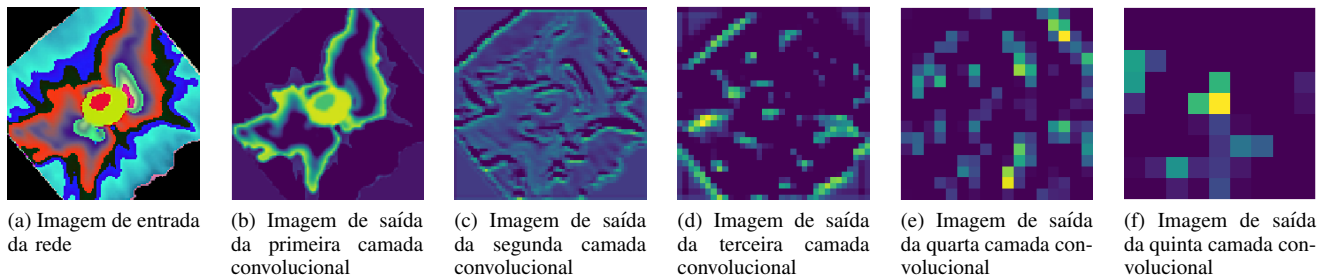 (a) Imagem de entrada
da rede
(b) Imagem de saída
da primeira camada
convolucional
(c) Imagem de saída
da segunda camada
convolucional
(d) Imagem de saída
da terceira camada
convolucional
(e) Imagem de saída
da quarta camada con-
volucional
(f) Imagem de saída
da quinta camada con-
volucional